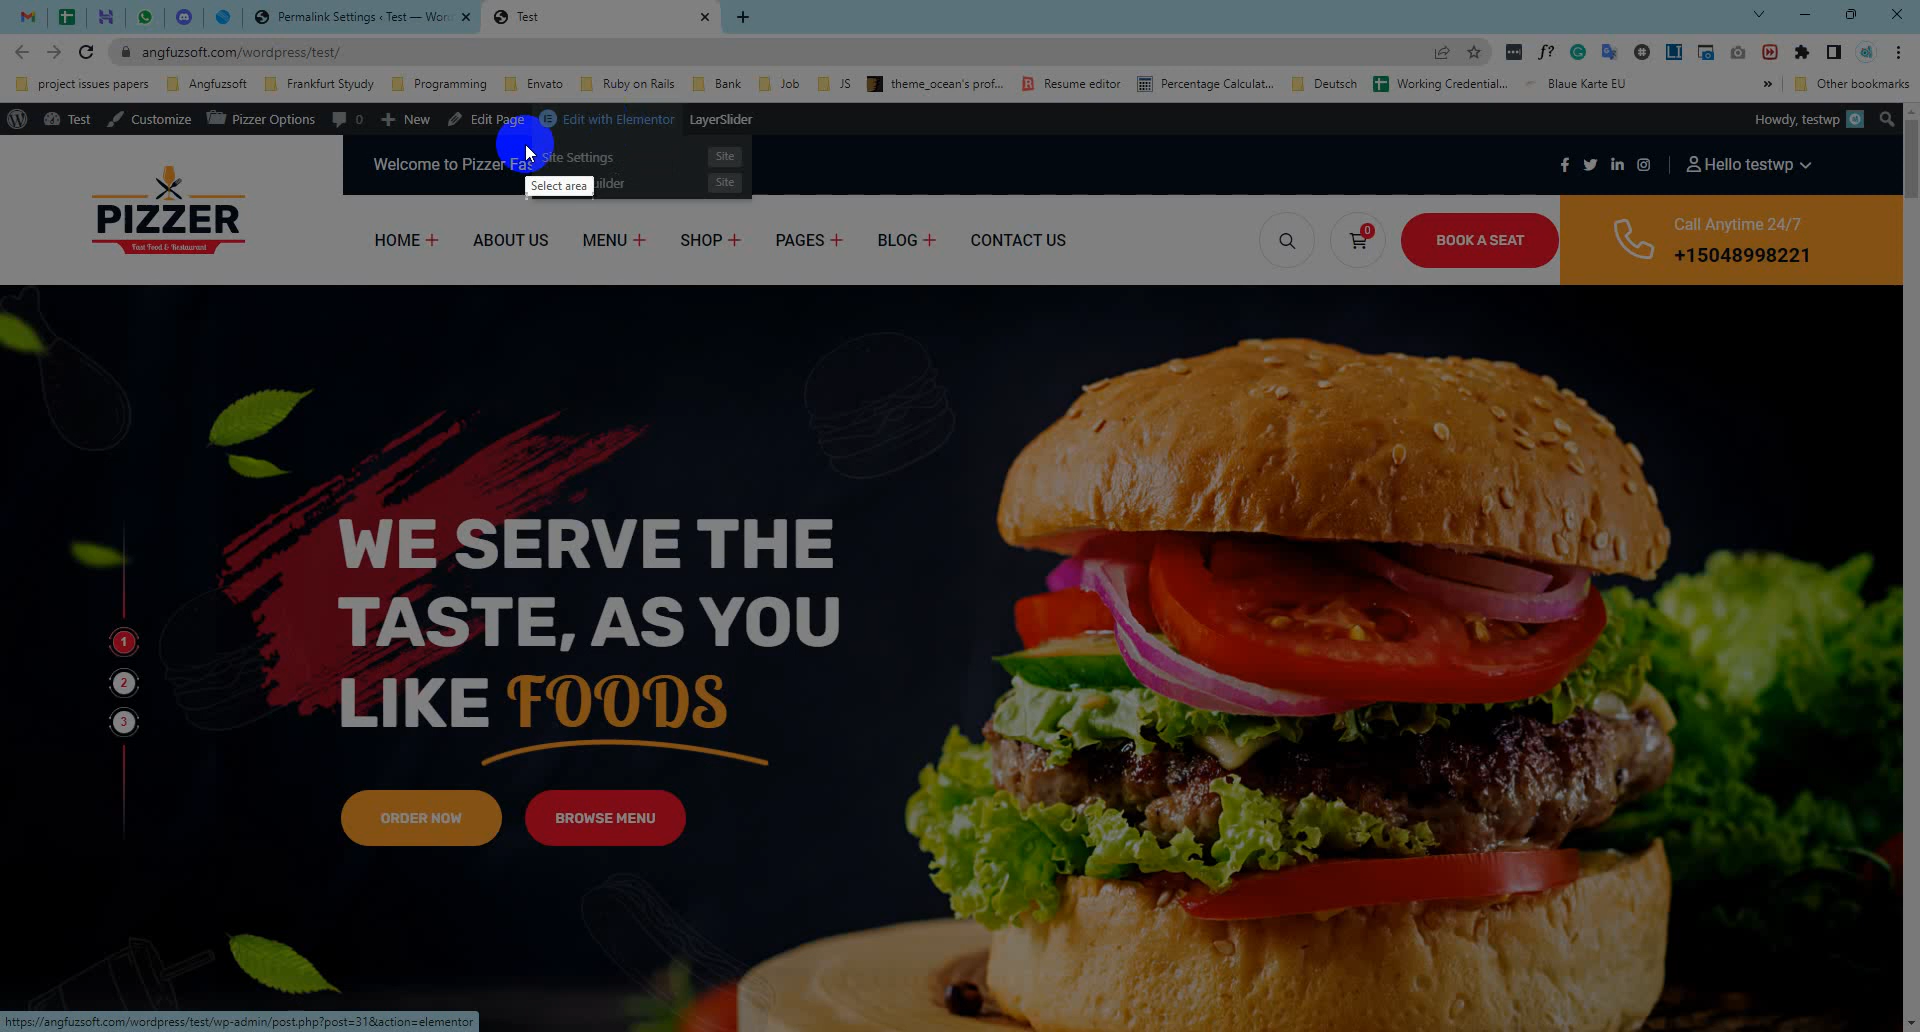 Permalink Settings ‹ Test — Wor
Test
angfuzsoft.com/wordpress/test/
project issues papers
Angfuzsoft
Frankfurt Styudy
Programming
Envato
Ruby on Rails
Bank
Job
JS
theme_ocean's prof...
Resume editor
Percentage Calculat...
Deutsch
Working Credential...
Blaue Karte EU
»
Other bookmarks
Test
Customize
Pizzer Options
0
New
Edit Page
Edit with Elementor
LayerSlider
Howdy, testwp
Welcome to Pizzer Fas
Site Settings
Site
Select area
uilder
Site
Hello testwp
PIZZER
Fast Food & Restaurant
HOME +
ABOUT US
MENU +
SHOP +
PAGES +
BLOG +
CONTACT US
0
BOOK A SEAT
Call Anytime 24/7
+15048998221
WE SERVE THE
TASTE, AS YOU
LIKE FOODS
1
2
3
ORDER NOW
BROWSE MENU
https://angfuzsoft.com/wordpress/test/wp-admin/post.php?post=31&action=elementor